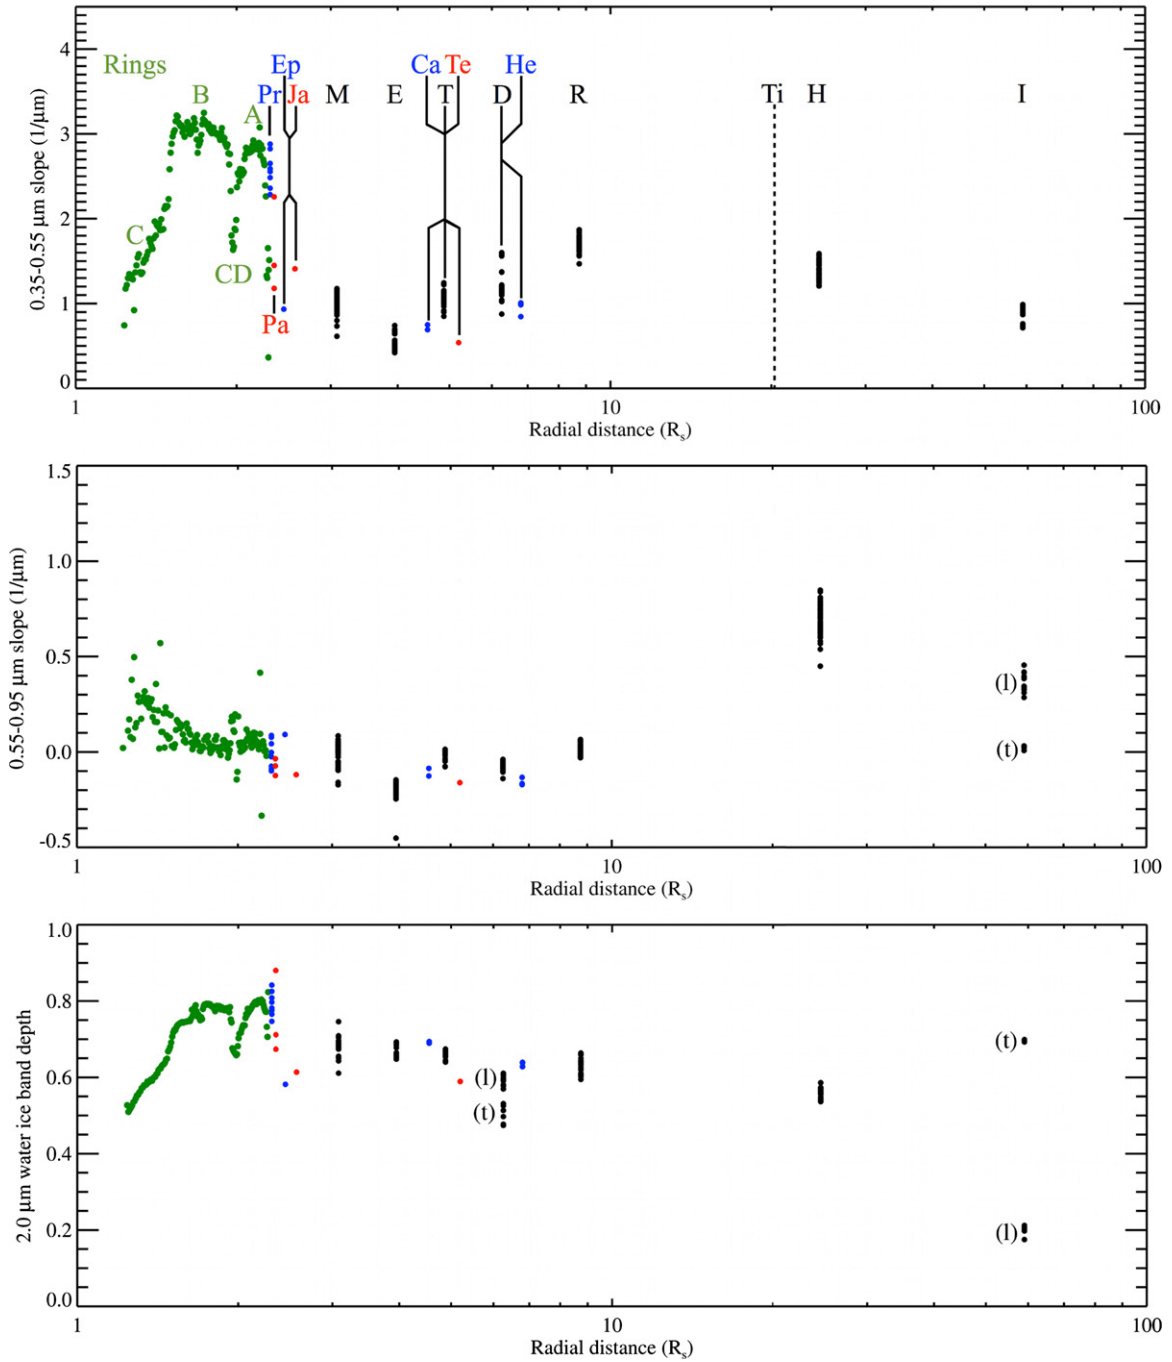 4
3
2
1
0
0.35-0.55 μm slope (1/μm)
Rings
Ep
Ca Te
He
B
A
Pr Ja
M
E
T
D
R
Ti
H
I
C
CD
Pa
1
10
100
Radial distance (Rs)
1.5
1.0
0.5
0.0
-0.5
0.55-0.95 μm slope (1/μm)
(l)
(t)
1
10
100
Radial distance (Rs)
1.0
0.8
0.6
0.4
0.2
0.0
2.0 μm water ice band depth
(l)
(t)
(t)
(l)
1
10
100
Radial distance (Rs)